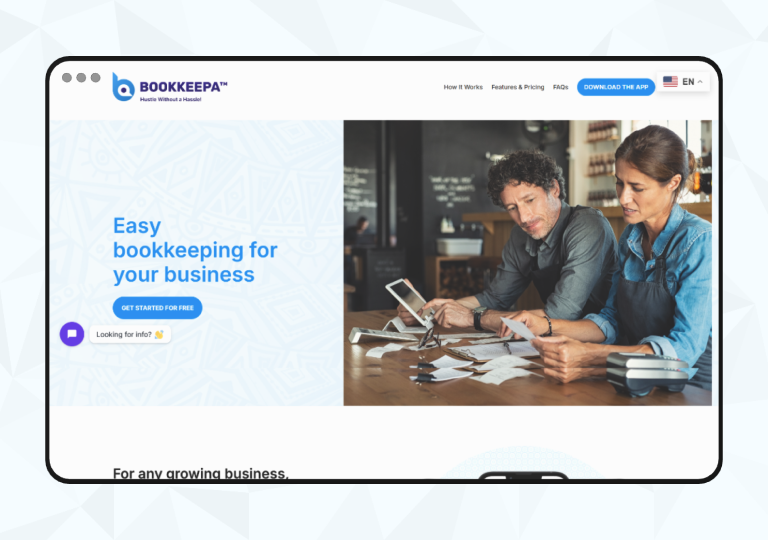 BOOKKEEPA™
Hustle Without a Hassle!
How It Works
Features & Pricing
FAQs
DOWNLOAD THE APP
EN
Easy
bookkeeping for
your business
GET STARTED FOR FREE
Looking for info? 👋
For any growing business,